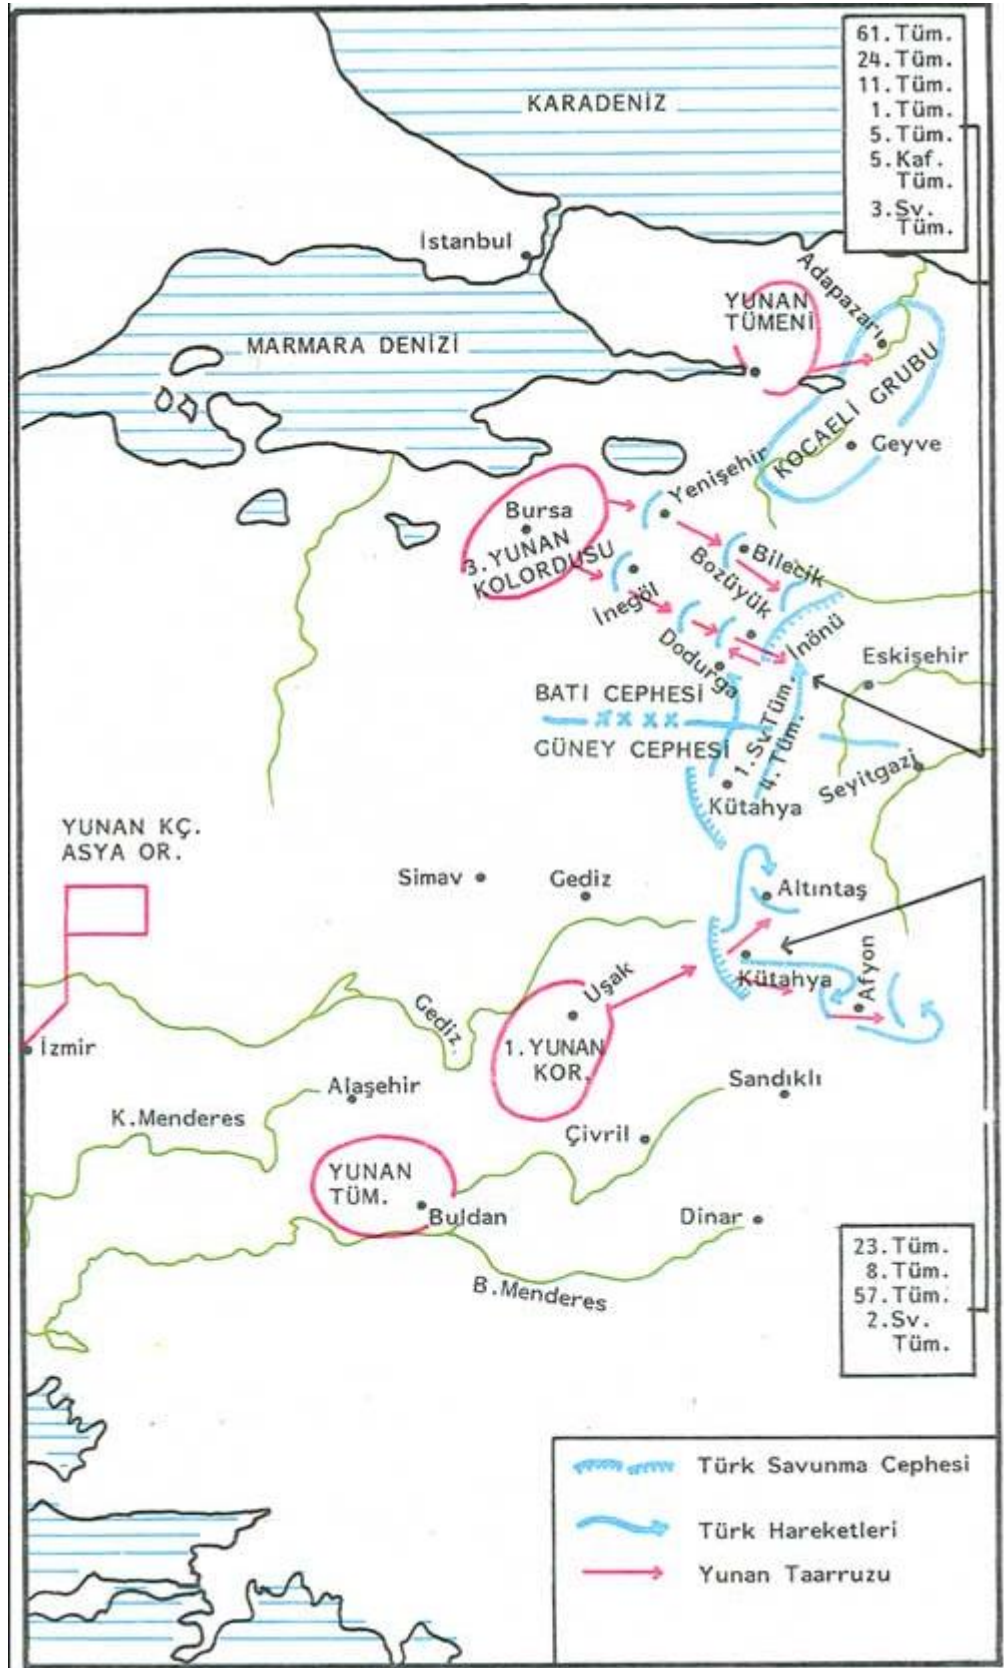 61.Tüm.
24.Tüm.
11.Tüm.
1.Tüm.
5.Tüm.
5.Kaf.
Tüm.
3.Sv.
Tüm.
KARADENİZ
İstanbul
Adapazarı
YUNAN
TÜMENİ
MARMARA DENİZİ
KOCAELİ GRUBU
Geyve
Yenişehir
Bursa
3.YUNAN
KOLORDUSU
Bilecik
Bozüyük
İnegöl
İnönü
Dodurga
Eskişehir
BATI CEPHESİ
GÜNEY CEPHESİ
1.Sv.Tüm.
4.Tüm.
Seyitgazi
Kütahya
YUNAN KÇ.
ASYA OR.
Simav
Gediz
Altıntaş
Kütahya
Afyon
Uşak
Gediz.
1.YUNAN
KOR.
İzmir
Alaşehir
Sandıklı
K.Menderes
Çivril
YUNAN
TÜM.
Buldan
Dinar
B.Menderes
23.Tüm.
8.Tüm.
57.Tüm.
2.Sv.
Tüm.
Türk Savunma Cephesi
Türk Hareketleri
Yunan Taarruzu